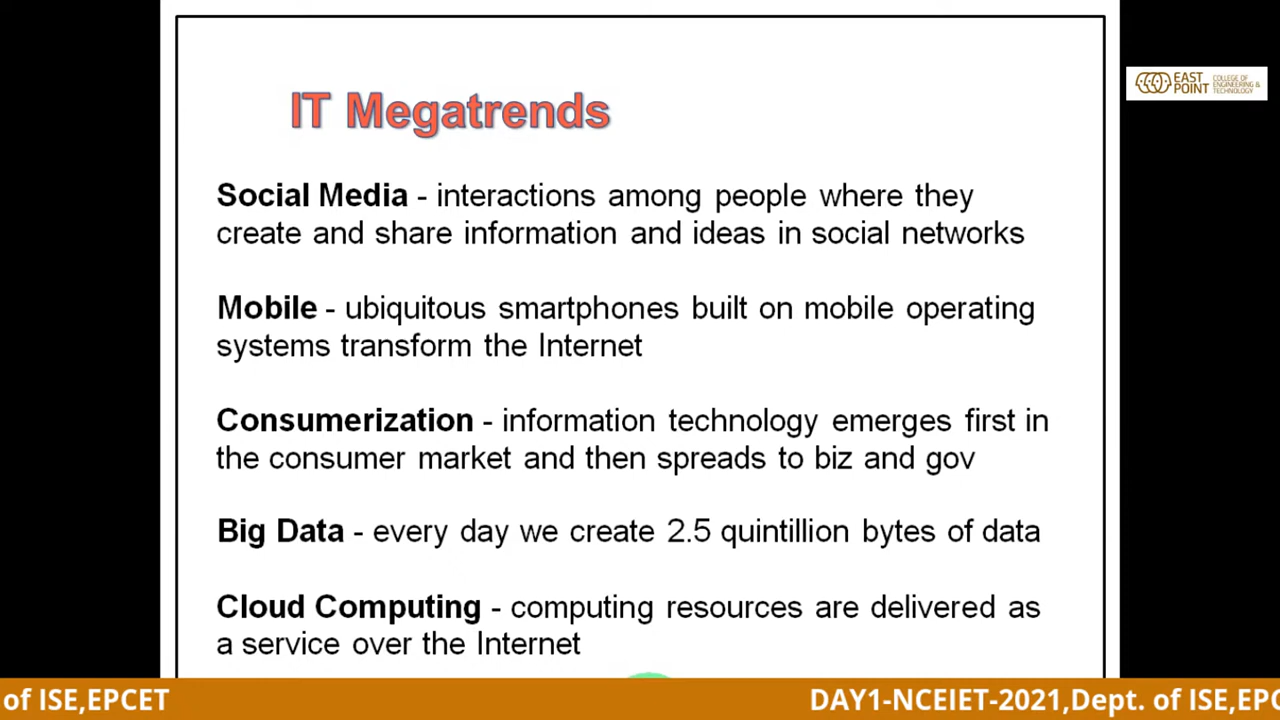 IT Megatrends
EAST
POINT
COLLEGE OF
ENGINEERING &
TECHNOLOGY
Social Media - interactions among people where they
create and share information and ideas in social networks
Mobile - ubiquitous smartphones built on mobile operating
systems transform the Internet
Consumerization - information technology emerges first in
the consumer market and then spreads to biz and gov
Big Data - every day we create 2.5 quintillion bytes of data
Cloud Computing - computing resources are delivered as
a service over the Internet
of ISE,EPCET DAY1-NCEIET-2021,Dept. of ISE,EPC